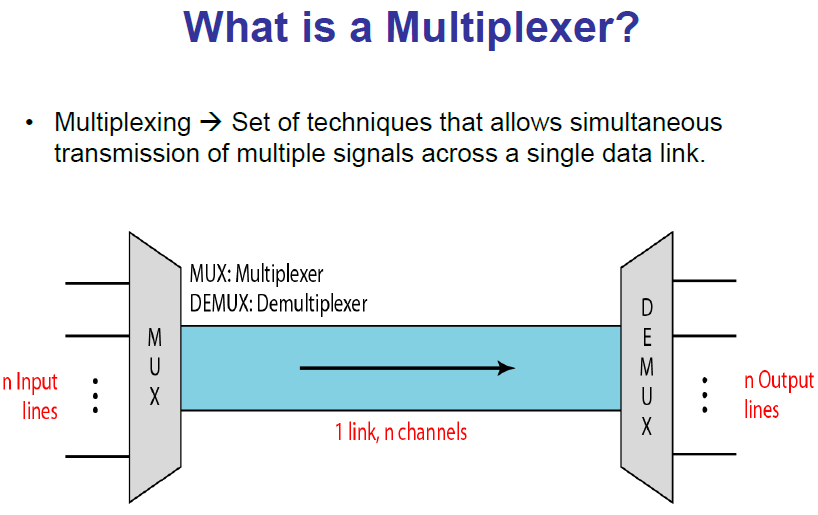 What is a Multiplexer?
• Multiplexing → Set of techniques that allows simultaneous
transmission of multiple signals across a single data link.
MUX: Multiplexer
DEMUX: Demultiplexer
M
U
X
D
E
M
U
X
n Input
lines
n Output
lines
1 link, n channels